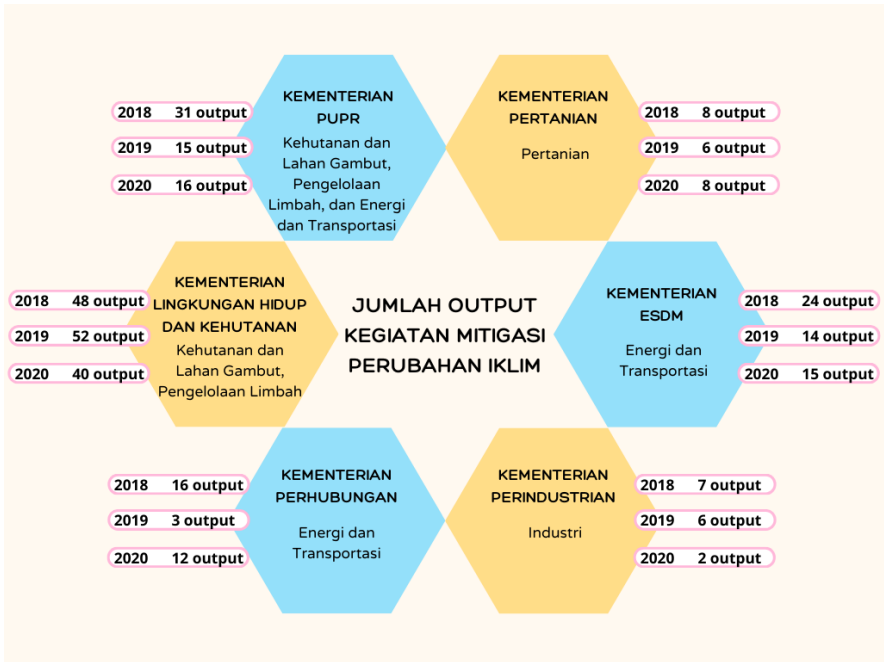 JUMLAH OUTPUT
KEGIATAN MITIGASI
PERUBAHAN IKLIM
KEMENTERIAN
PUPR
Kehutanan dan
Lahan Gambut,
Pengelolaan
Limbah, dan Energi
dan Transportasi
2018 31 output
2019 15 output
2020 16 output
KEMENTERIAN
PERTANIAN
Pertanian
2018 8 output
2019 6 output
2020 8 output
KEMENTERIAN
LINGKUNGAN HIDUP
DAN KEHUTANAN
Kehutanan dan
Lahan Gambut,
Pengelolaan Limbah
2018 48 output
2019 52 output
2020 40 output
KEMENTERIAN
ESDM
Energi dan
Transportasi
2018 24 output
2019 14 output
2020 15 output
KEMENTERIAN
PERHUBUNGAN
Energi dan
Transportasi
2018 16 output
2019 3 output
2020 12 output
KEMENTERIAN
PERINDUSTRIAN
Industri
2018 7 output
2019 6 output
2020 2 output